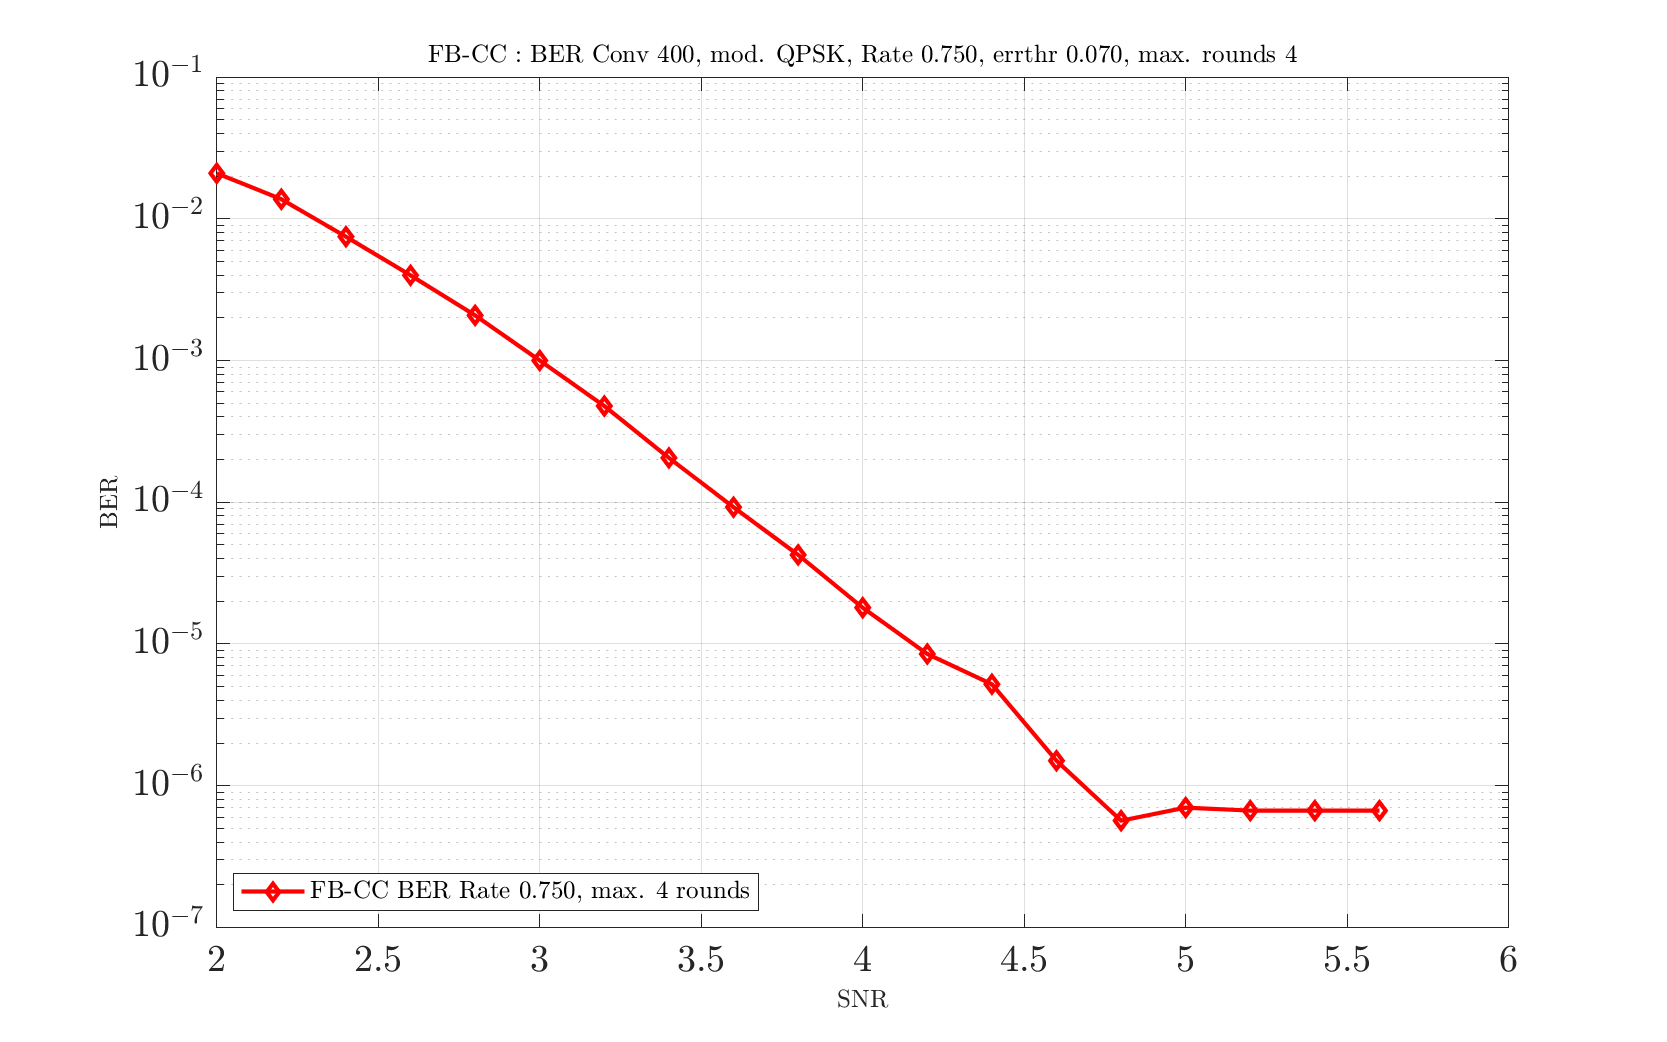 FB-CC : BER Conv 400, mod. QPSK, Rate 0.750, errthr 0.070, max. rounds 4
10^{-1}
10^{-2}
10^{-3}
10^{-4}
10^{-5}
10^{-6}
10^{-7}
BER
FB-CC BER Rate 0.750, max. 4 rounds
2 2.5 3 3.5 4 4.5 5 5.5 6
SNR